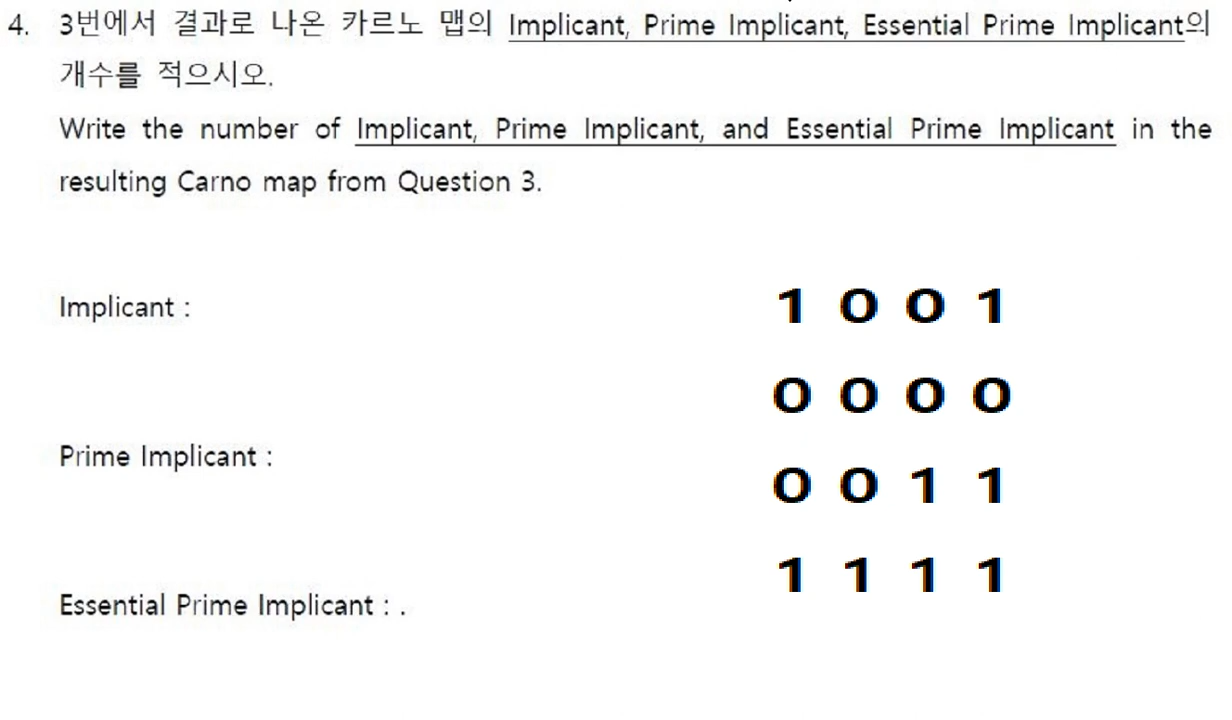 4. 3번에서 결과로 나온 카르노 맵의 Implicant, Prime Implicant, Essential Prime Implicant의
개수를 적으시오.
Write the number of Implicant, Prime Implicant, and Essential Prime Implicant in the
resulting Carno map from Question 3.
Implicant :
1 0 0 1
0 0 0 0
Prime Implicant :
0 0 1 1
1 1 1 1
Essential Prime Implicant : .